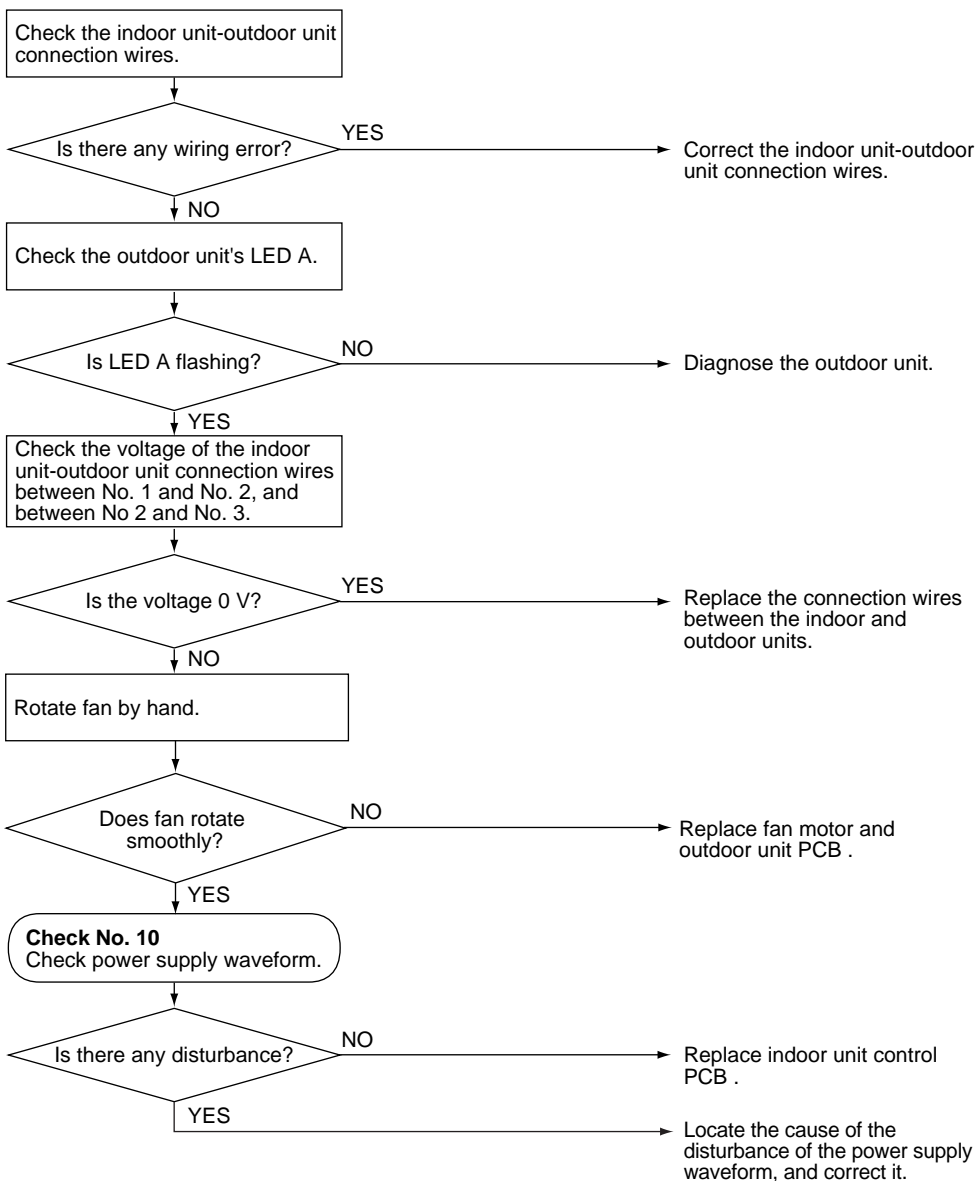 Check the indoor unit-outdoor unit
connection wires.
Is there any wiring error?
YES
Correct the indoor unit-outdoor
unit connection wires.
NO
Check the outdoor unit's LED A.
Is LED A flashing?
NO
Diagnose the outdoor unit.
YES
Check the voltage of the indoor
unit-outdoor unit connection wires
between No. 1 and No. 2, and
between No 2 and No. 3.
Is the voltage 0 V?
YES
Replace the connection wires
between the indoor and
outdoor units.
NO
Rotate fan by hand.
Does fan rotate
smoothly?
NO
Replace fan motor and
outdoor unit PCB .
YES
Check No. 10
Check power supply waveform.
Is there any disturbance?
NO
Replace indoor unit control
PCB .
YES
Locate the cause of the
disturbance of the power supply
waveform, and correct it.